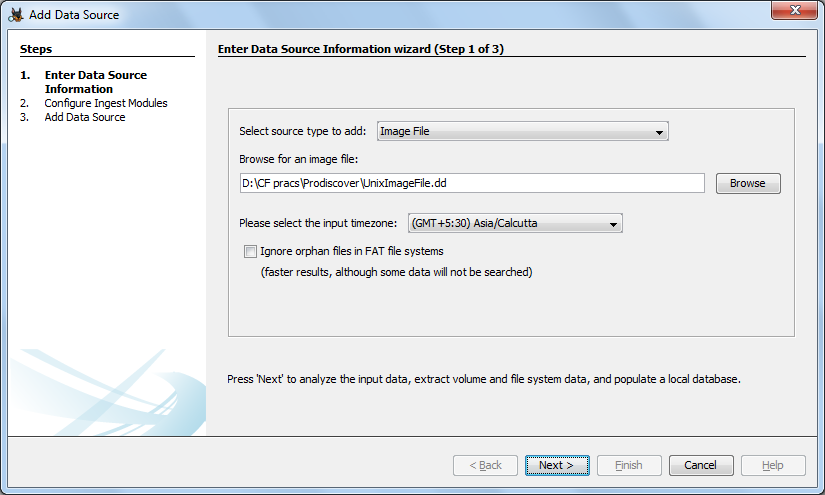 Add Data Source
Steps
Enter Data Source Information wizard (Step 1 of 3)
1. Enter Data Source
Information
2. Configure Ingest Modules
3. Add Data Source
Select source type to add: Image File
Browse for an image file:
D:\CF pracs\Prodiscover\UnixImageFile.dd
Browse
Please select the input timezone: (GMT+5:30) Asia/Calcutta
Ignore orphan files in FAT file systems
(faster results, although some data will not be searched)
Press 'Next' to analyze the input data, extract volume and file system data, and populate a local database.
< Back Next > Finish Cancel Help